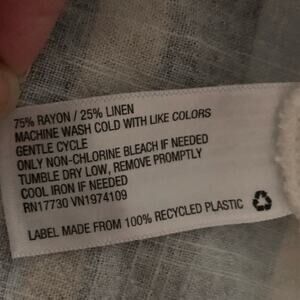 75% RAYON / 25% LINEN
MACHINE WASH COLD WITH LIKE COLORS
GENTLE CYCLE
ONLY NON-CHLORINE BLEACH IF NEEDED
TUMBLE DRY LOW, REMOVE PROMPTLY
COOL IRON IF NEEDED
RN17730 VN1974109
LABEL MADE FROM 100% RECYCLED PLASTIC